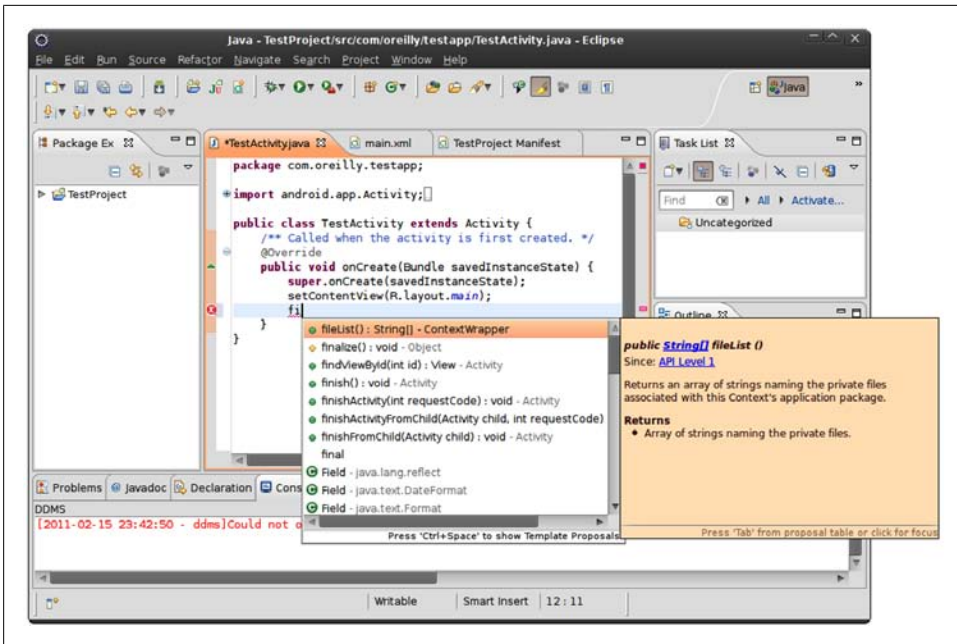 Java - TestProject/src/com/oreilly/testapp/TestActivity.java - Eclipse
File Edit Run Source Refactor Navigate Search Project Window Help
Java
Package Ex
*TestActivity.java
main.xml
TestProject Manifest
Task List
TestProject
package com.oreilly.testapp;
import android.app.Activity;
public class TestActivity extends Activity {
/** Called when the activity is first created. */
@Override
public void onCreate(Bundle savedInstanceState) {
super.onCreate(savedInstanceState);
setContentView(R.layout.main);
fi
}
}
Find
All
Activate...
Uncategorized
Outline
fileList() : String[] - ContextWrapper
finalize() : void - Object
findViewById(int id) : View - Activity
finish() : void - Activity
finishActivity(int requestCode) : void - Activity
finishActivityFromChild(Activity child, int requestCode)
finishFromChild(Activity child) : void - Activity
final
Field - java.lang.reflect
Field - java.text.DateFormat
Field - java.text.Format
Press 'Ctrl+Space' to show Template Proposals
public String[] fileList ()
Since: API Level 1
Returns an array of strings naming the private files
associated with this Context's application package.
Returns
• Array of strings naming the private files.
Press 'Tab' from proposal table or click for focus
Problems
@ Javadoc
Declaration
Cons
DDMS
[2011-02-15 23:42:50 - ddms]Could not o
Writable
Smart Insert
12 : 11